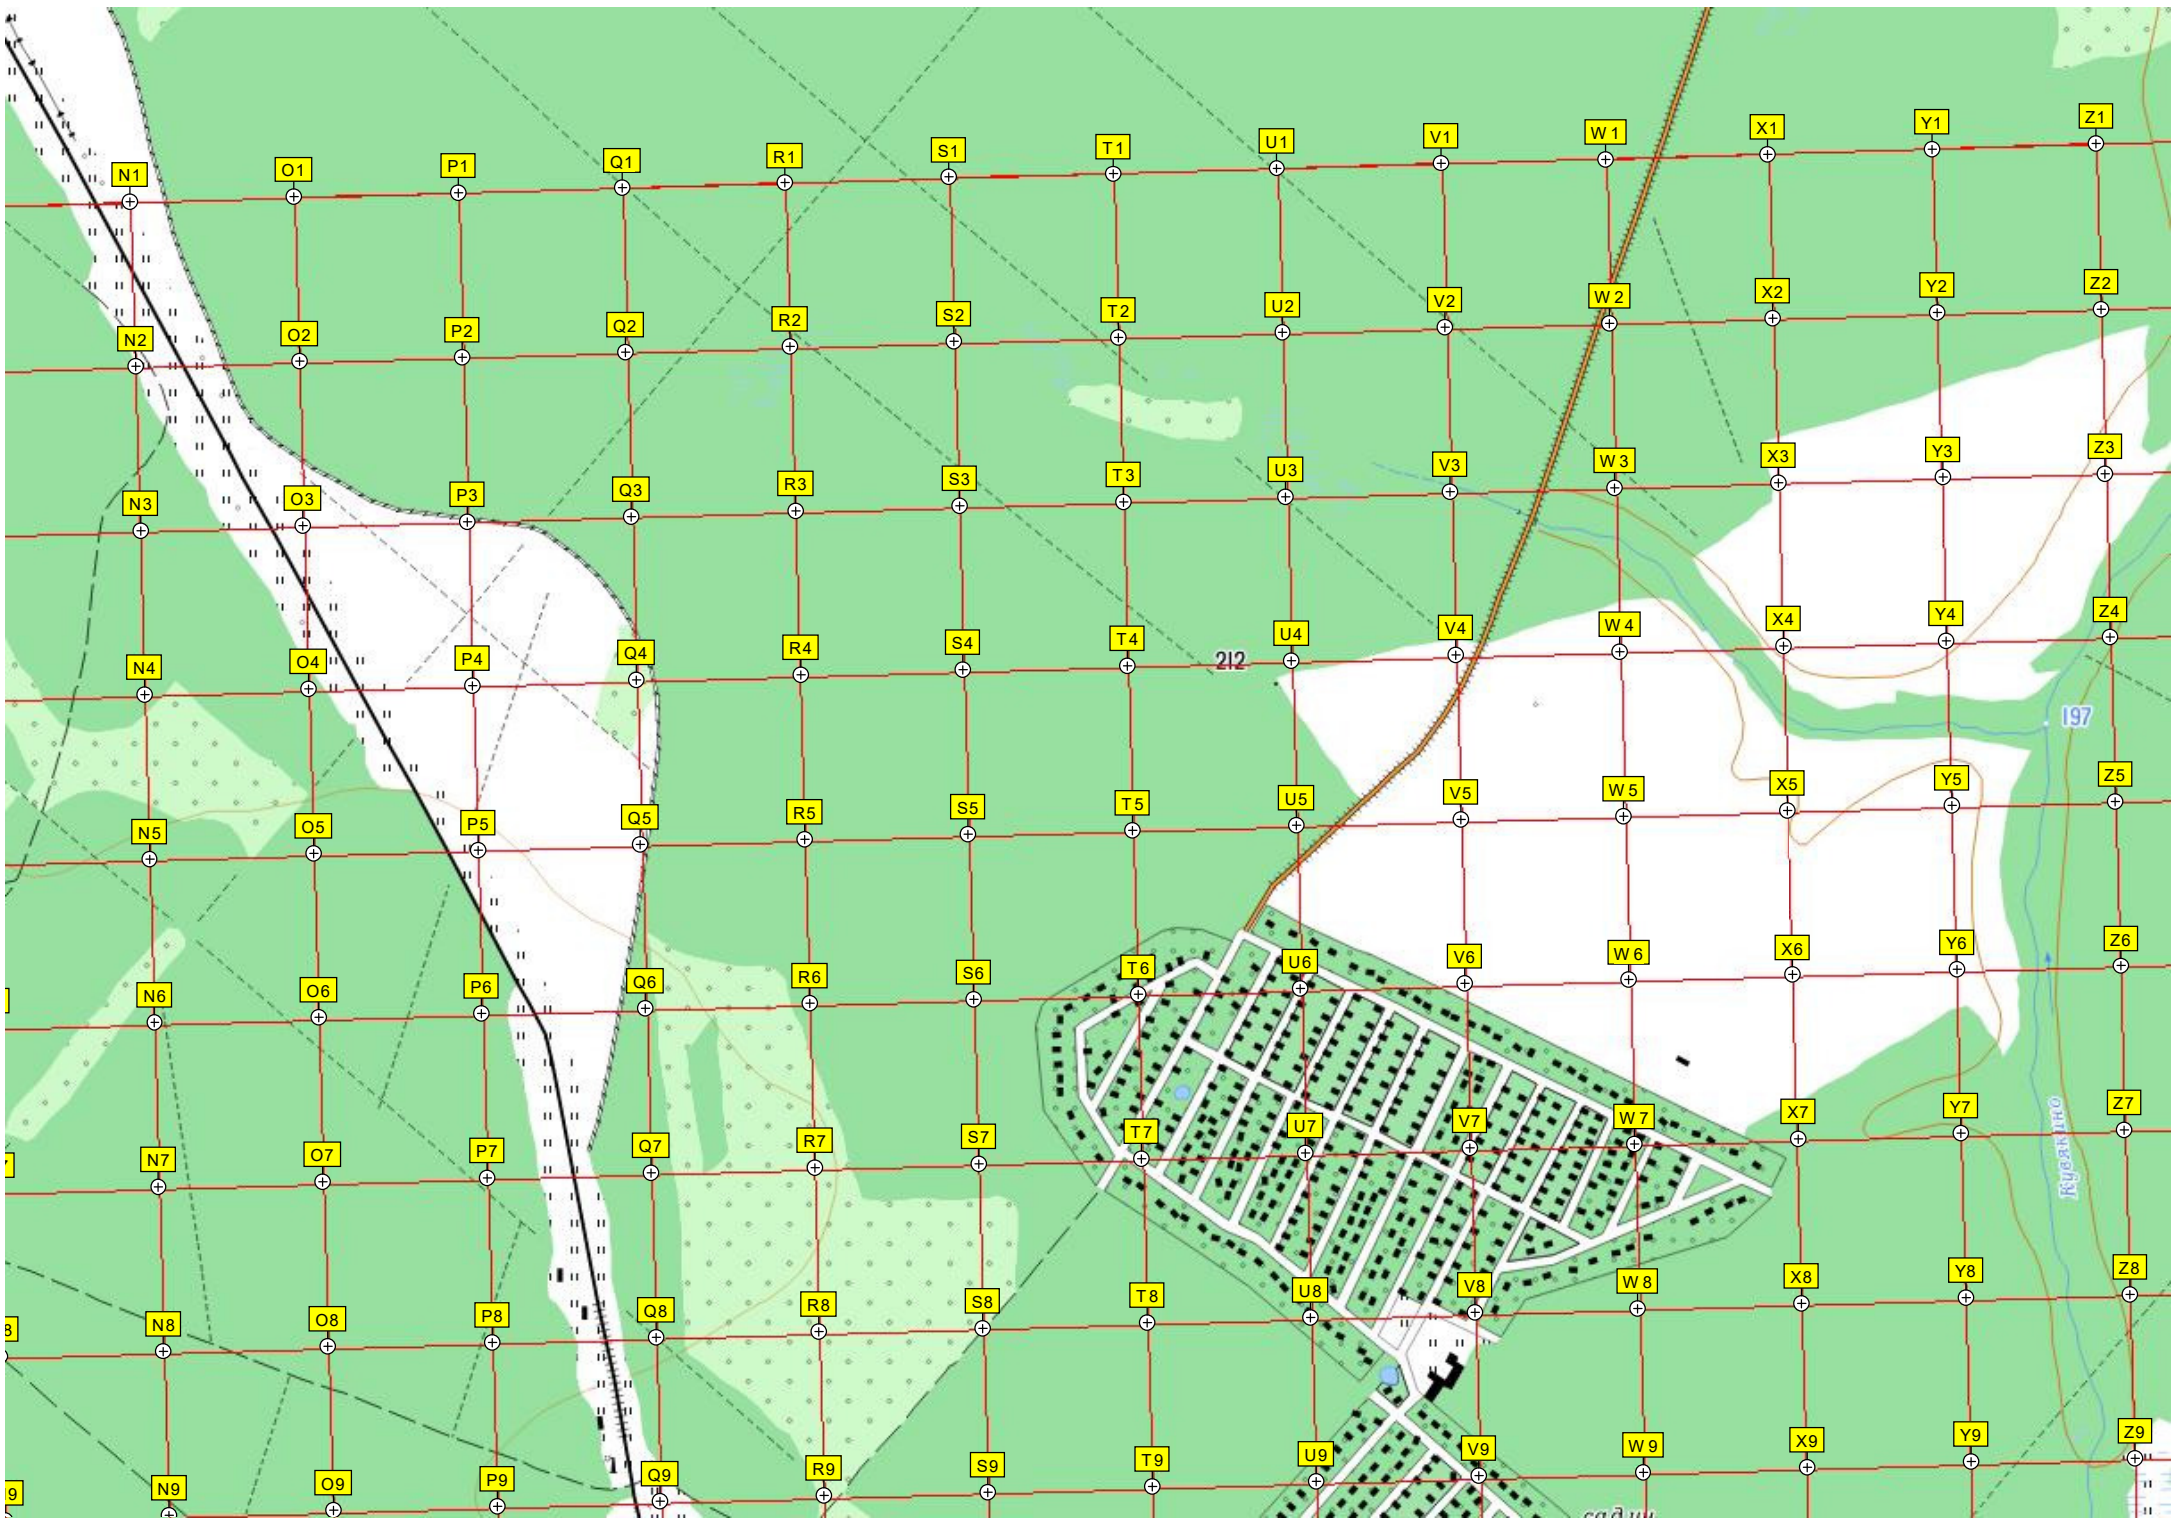 N1 O1 P1 Q1 R1 S1 T1 U1 V1 W1 X1 Y1 Z1
N2 O2 P2 Q2 R2 S2 T2 U2 V2 W2 X2 Y2 Z2
N3 O3 P3 Q3 R3 S3 T3 U3 V3 W3 X3 Y3 Z3
N4 O4 P4 Q4 R4 S4 T4 U4 V4 W4 X4 Y4 Z4
212
197
N5 O5 P5 Q5 R5 S5 T5 U5 V5 W5 X5 Y5 Z5
N6 O6 P6 Q6 R6 S6 T6 U6 V6 W6 X6 Y6 Z6
N7 O7 P7 Q7 R7 S7 T7 U7 V7 W7 X7 Y7 Z7
Кувякино
8 N8 O8 P8 Q8 R8 S8 T8 U8 V8 W8 X8 Y8 Z8
9 N9 O9 P9 Q9 R9 S9 T9 U9 V9 W9 X9 Y9 Z9